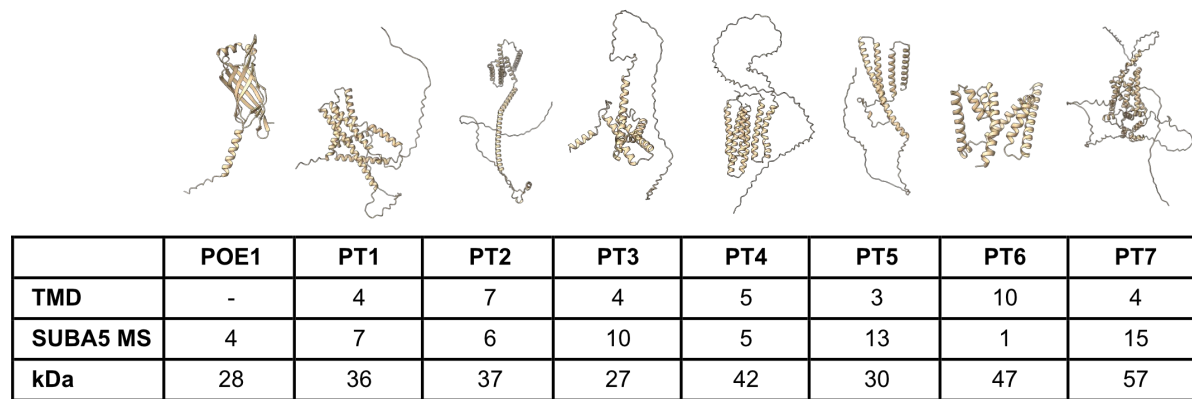 POE1 PT1 PT2 PT3 PT4 PT5 PT6 PT7
TMD - 4 7 4 5 3 10 4
SUBA5 MS 4 7 6 10 5 13 1 15
kDa 28 36 37 27 42 30 47 57